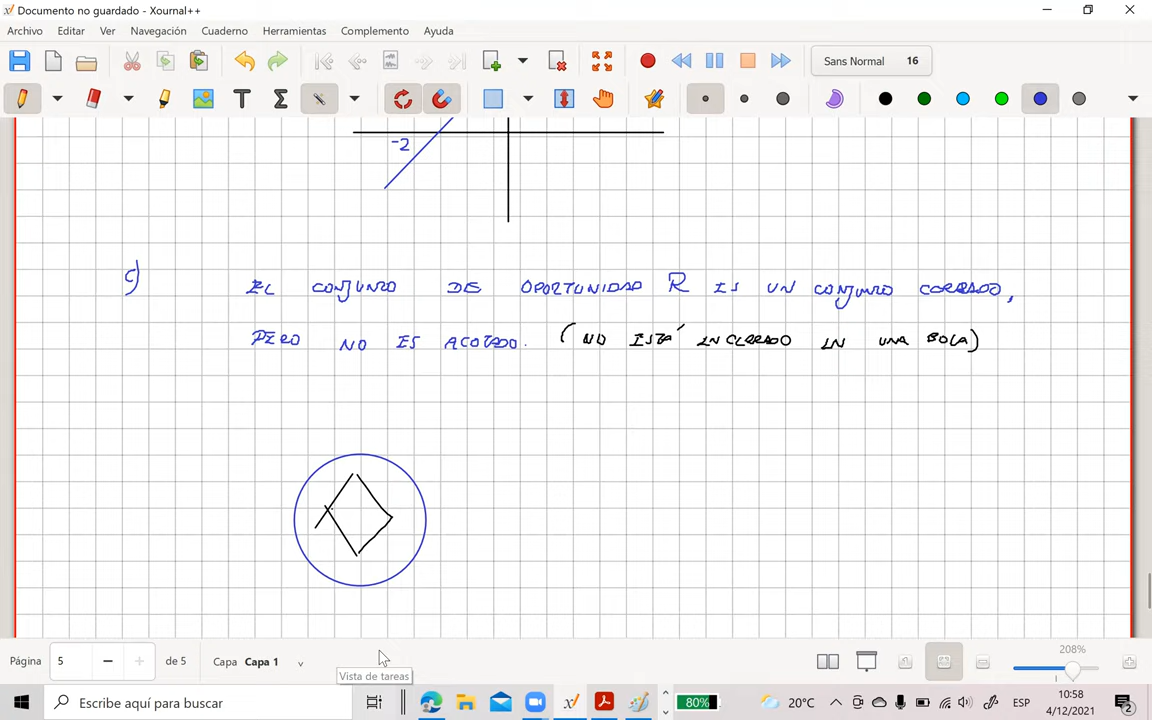 Documento no guardado - Xournal++
Archivo Editar Ver Navegación Cuaderno Herramientas Complemento Ayuda
Sans Normal 16
-2
c) EL CONJUNTO DE OPORTUNIDAD R ES UN CONJUNTO CERRADO,
PERO NO ES ACOTADO. (NO ESTÁ ENCERRADO EN UNA BOLA)
208%
Página 5 de 5 Capa Capa 1
Vista de tareas
Escribe aquí para buscar
80%
20°C
ESP
10:58
4/12/2021
2